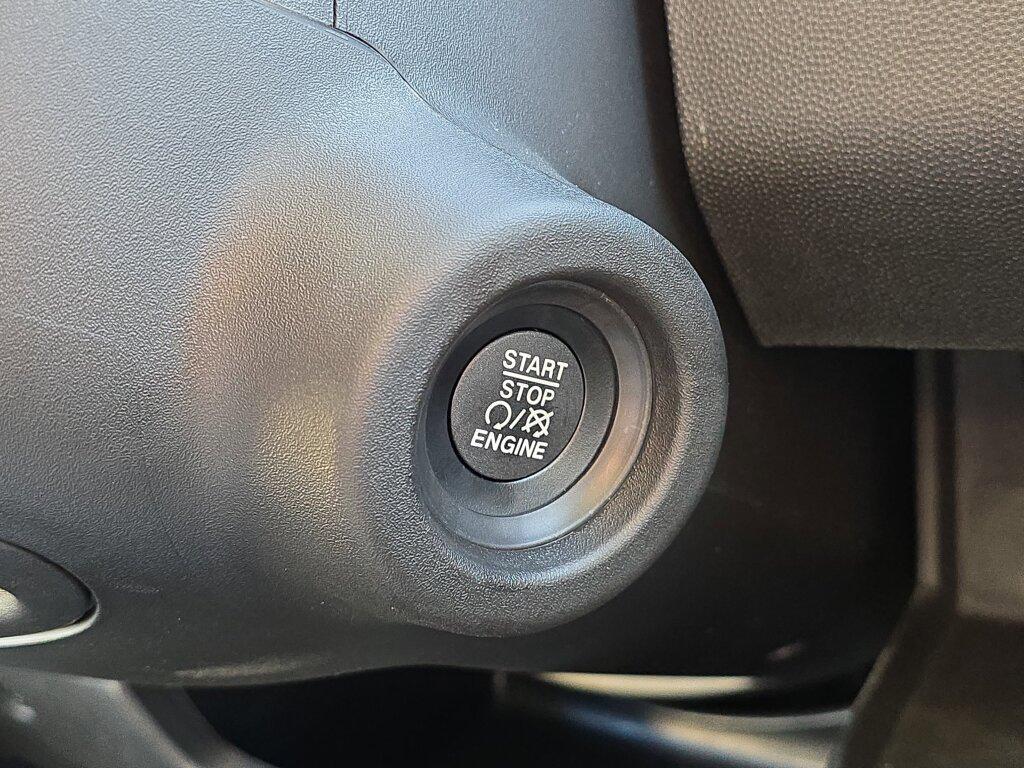 START
STOP
/
ENGINE